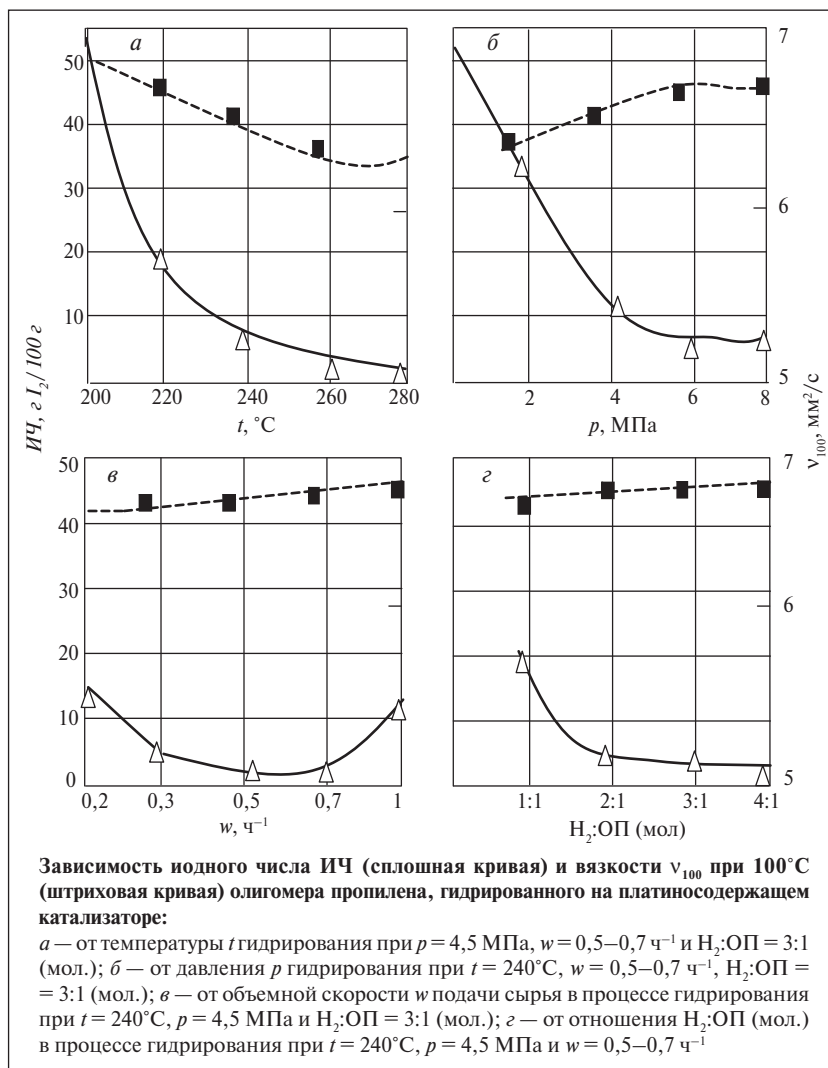 а
б
50
40
30
20
10
7
6
5
200
220
240
260
280
2
4
6
8
t, °C
p, МПа
ИЧ, г I₂/100 г
ν₁₀₀, мм²/с
в
г
50
40
30
20
10
0
7
6
5
0,2
0,3
0,5
0,7
1
1:1
2:1
3:1
4:1
w, ч⁻¹
H₂:ОП (мол)
Зависимость иодного числа ИЧ (сплошная кривая) и вязкости ν₁₀₀ при 100°С
(штриховая кривая) олигомера пропилена, гидрированного на платиносодержащем
катализаторе:
а — от температуры t гидрирования при p = 4,5 МПа, w = 0,5–0,7 ч⁻¹ и H₂:ОП = 3:1
(мол.); б — от давления p гидрирования при t = 240°С, w = 0,5–0,7 ч⁻¹, H₂:ОП =
= 3:1 (мол.); в — от объемной скорости w подачи сырья в процессе гидрирования
при t = 240°С, p = 4,5 МПа и H₂:ОП = 3:1 (мол.); г — от отношения H₂:ОП (мол.)
в процессе гидрирования при t = 240°С, p = 4,5 МПа и w = 0,5–0,7 ч⁻¹